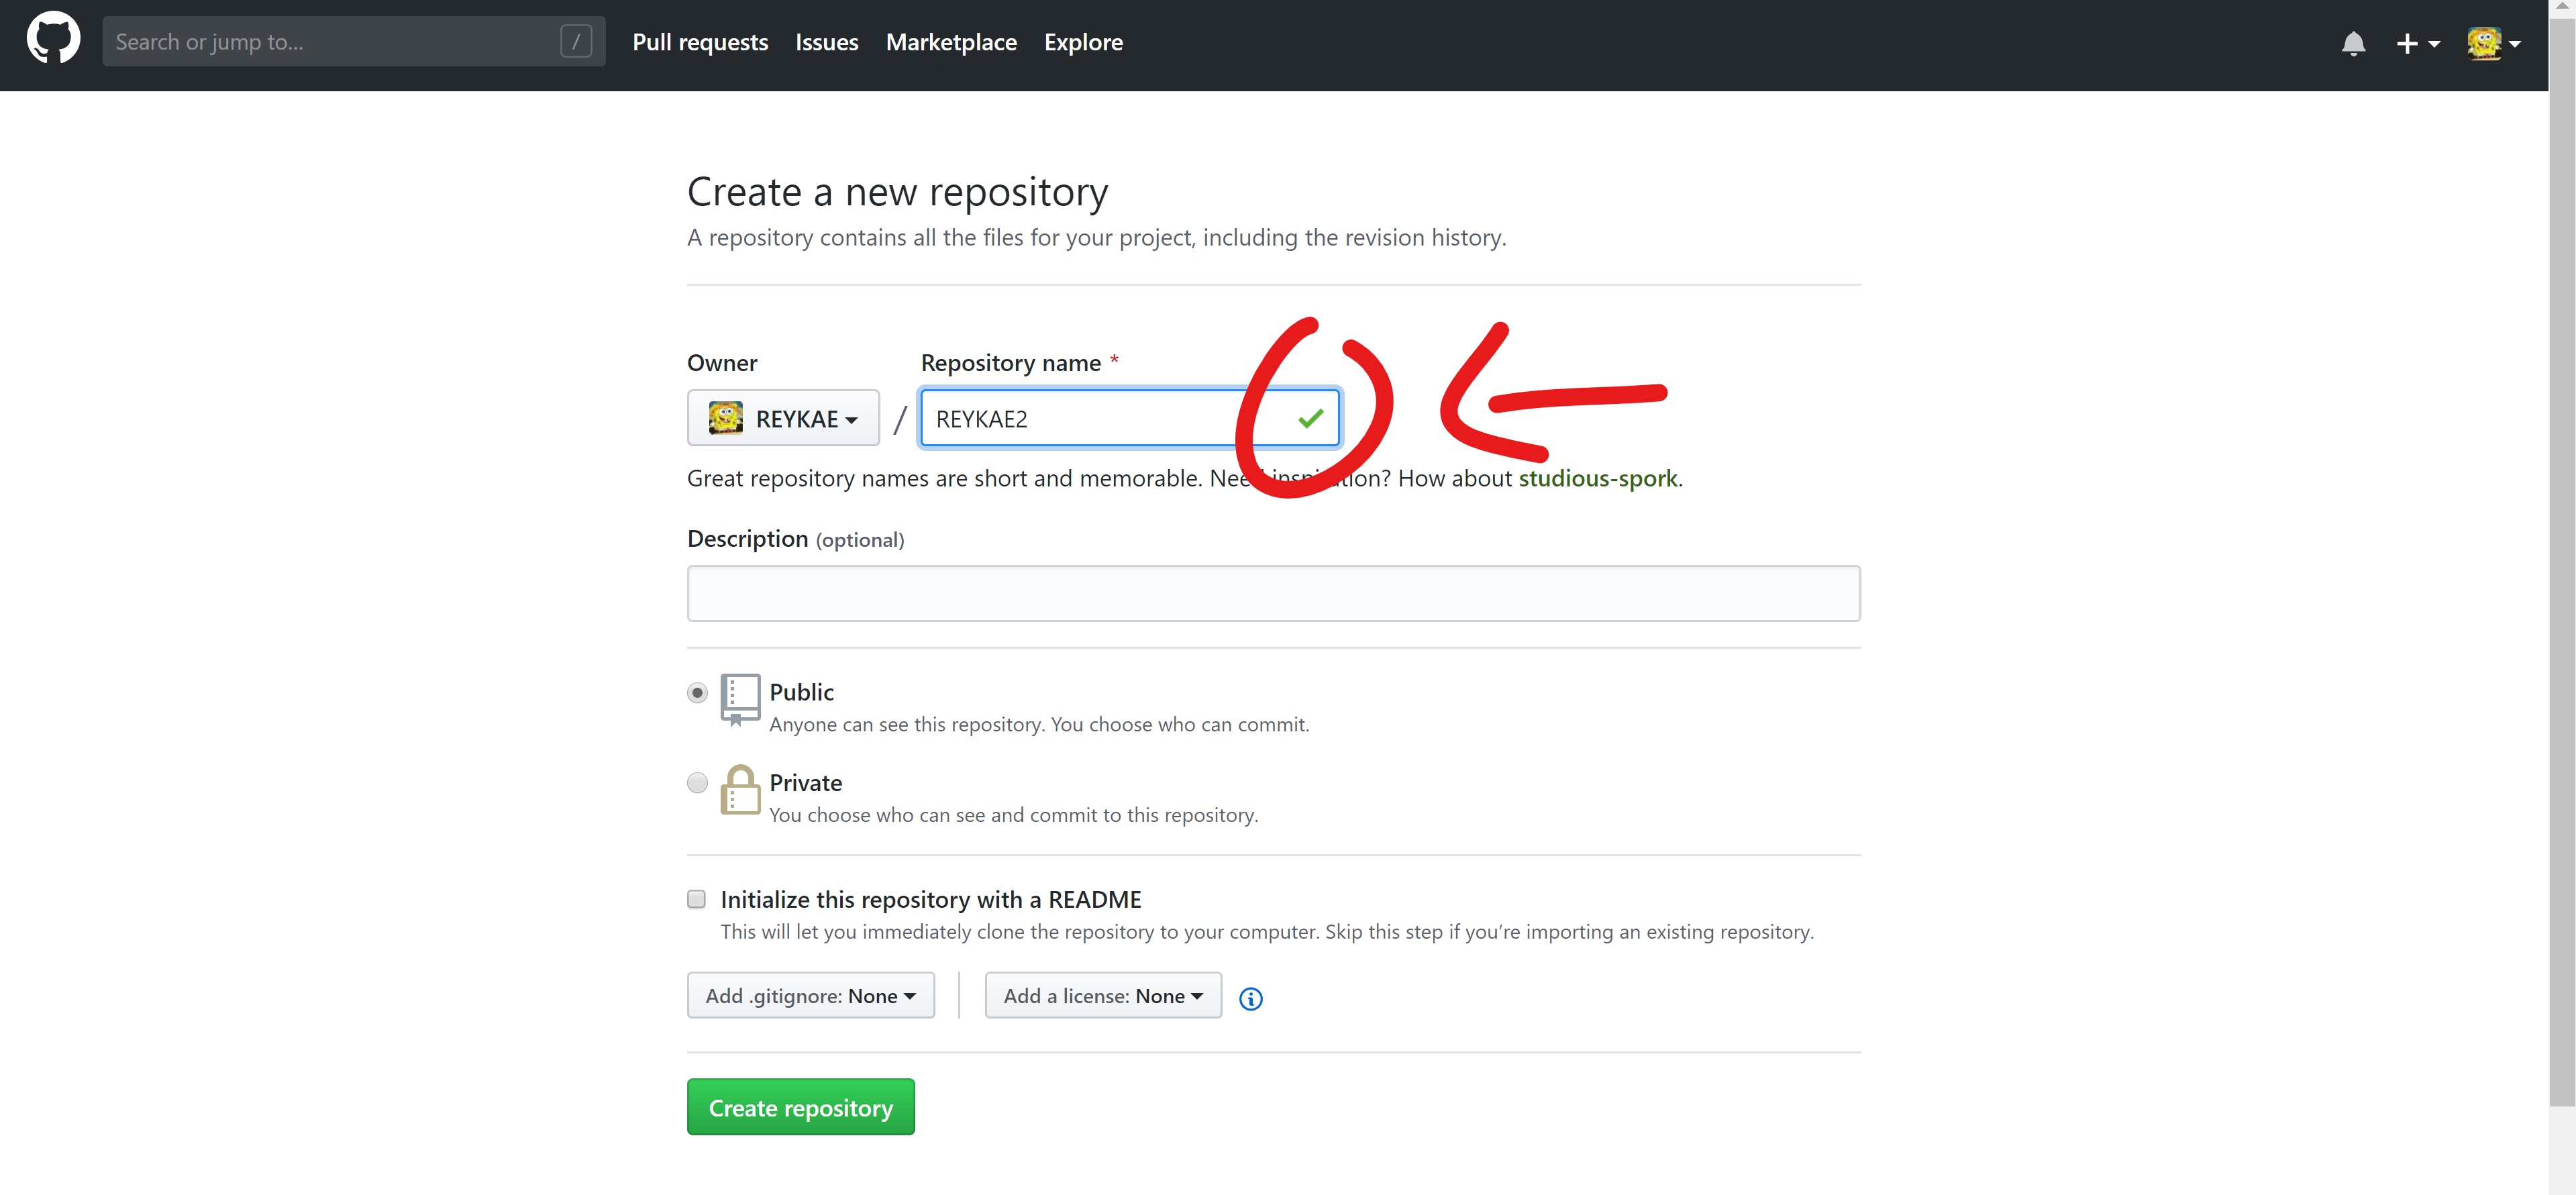 Search or jump to... /
Pull requests Issues Marketplace Explore
Create a new repository
A repository contains all the files for your project, including the revision history.
Owner Repository name *
REYKAE / REYKAE2
Great repository names are short and memorable. Need inspiration? How about studious-spork.
Description (optional)
Public
Anyone can see this repository. You choose who can commit.
Private
You choose who can see and commit to this repository.
Initialize this repository with a README
This will let you immediately clone the repository to your computer. Skip this step if you’re importing an existing repository.
Add .gitignore: None Add a license: None
Create repository